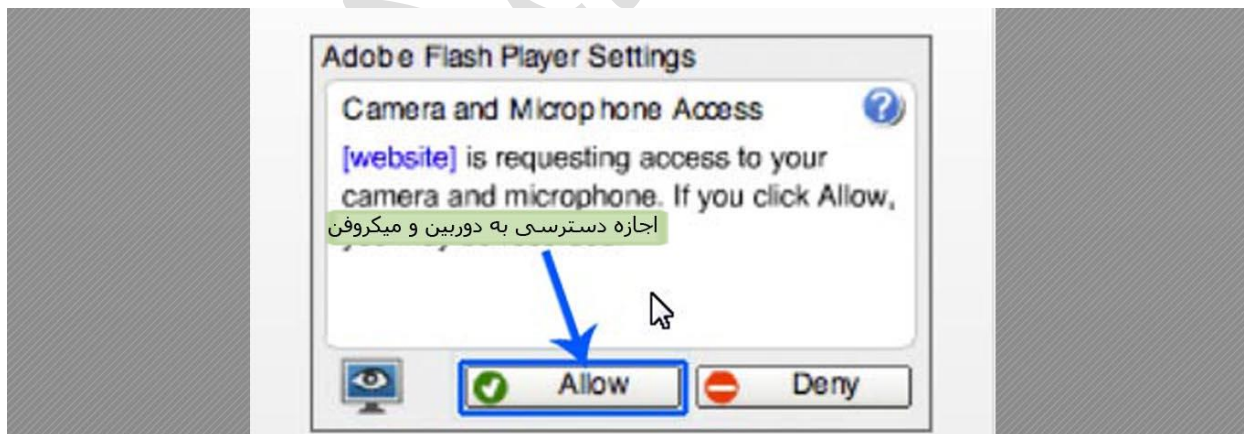 Adobe Flash Player Settings
Camera and Microphone Access
[website] is requesting access to your
camera and microphone. If you click Allow,
اجازه دسترسی به دوربین و میکروفن
Allow
Deny